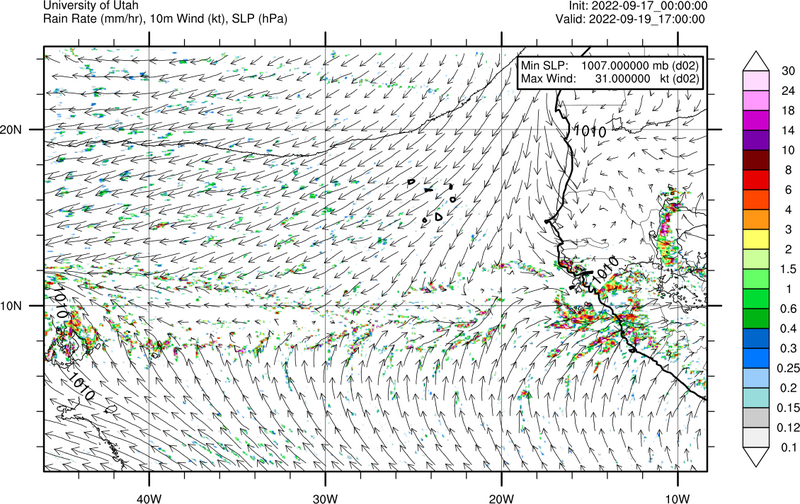 University of Utah
Init: 2022-09-17_00:00:00
Rain Rate (mm/hr), 10m Wind (kt), SLP (hPa)
Valid: 2022-09-19_17:00:00
Min SLP: 1007.000000 mb (d02)
Max Wind: 31.000000 kt (d02)
20N
10N
1010
1010
1010
1010
40W
30W
20W
10W
30
24
18
14
10
8
6
4
3
2
1.5
1
0.6
0.4
0.3
0.25
0.2
0.15
0.12
0.1